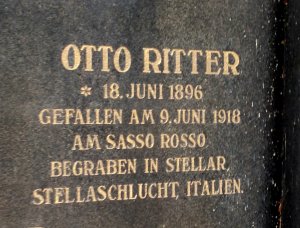 OTTO RITTER
* 18. JUNI 1896
GEFALLEN AM 9. JUNI 1918
AM SASSO ROSSO
BEGRABEN IN STELLAR,
STELLASCHLUCHT, ITALIEN.